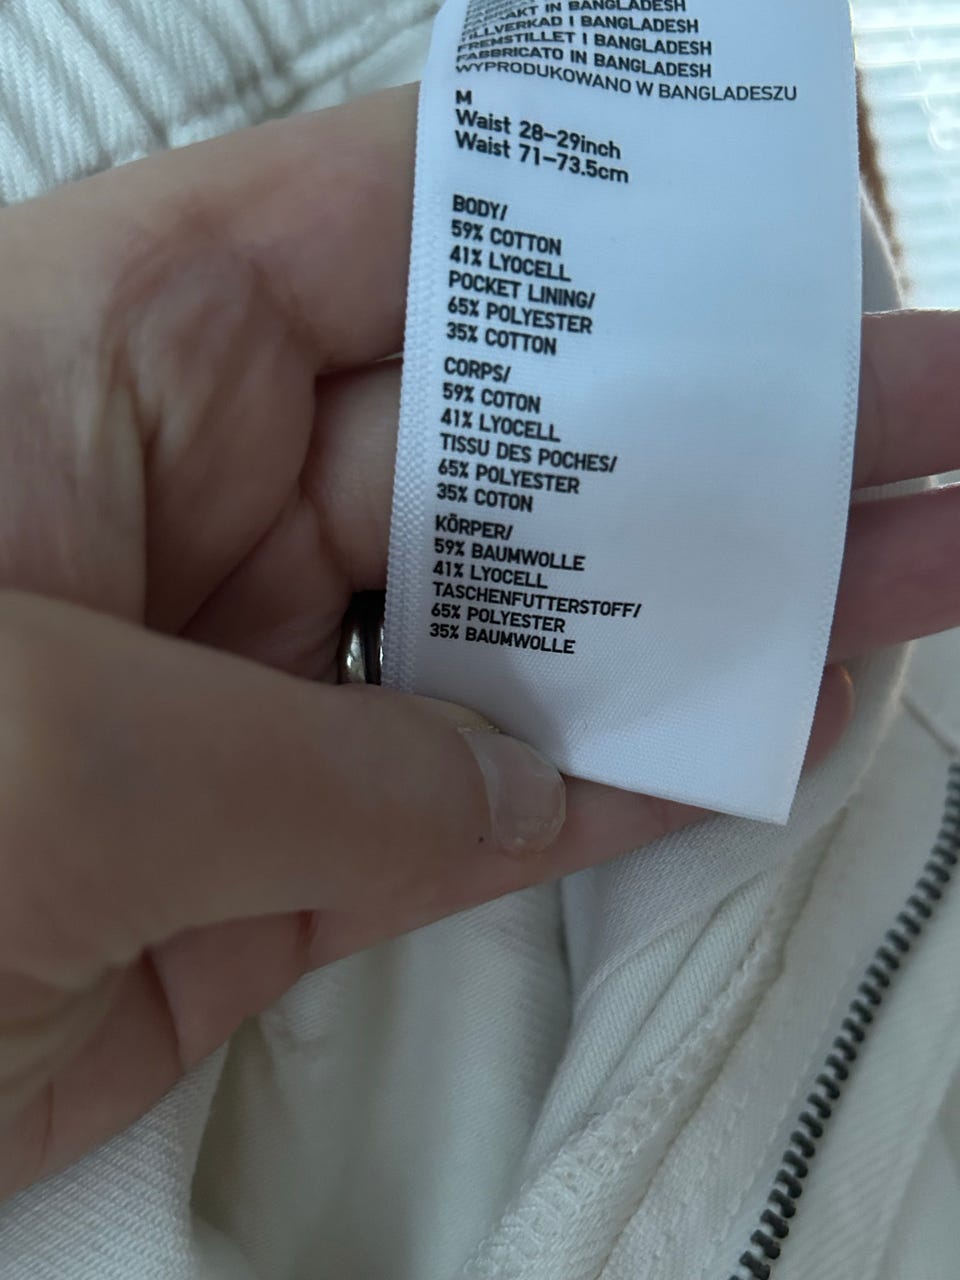 IN BANGLADESH
TILLVERKAD I BANGLADESH
FREMSTILLET I BANGLADESH
FABBRICATO IN BANGLADESH
WYPRODUKOWANO W BANGLADESZU
M
Waist 28–29inch
Waist 71–73.5cm
BODY/
59% COTTON
41% LYOCELL
POCKET LINING/
65% POLYESTER
35% COTTON
CORPS/
59% COTON
41% LYOCELL
TISSU DES POCHES/
65% POLYESTER
35% COTON
KÖRPER/
59% BAUMWOLLE
41% LYOCELL
TASCHENFUTTERSTOFF/
65% POLYESTER
35% BAUMWOLLE